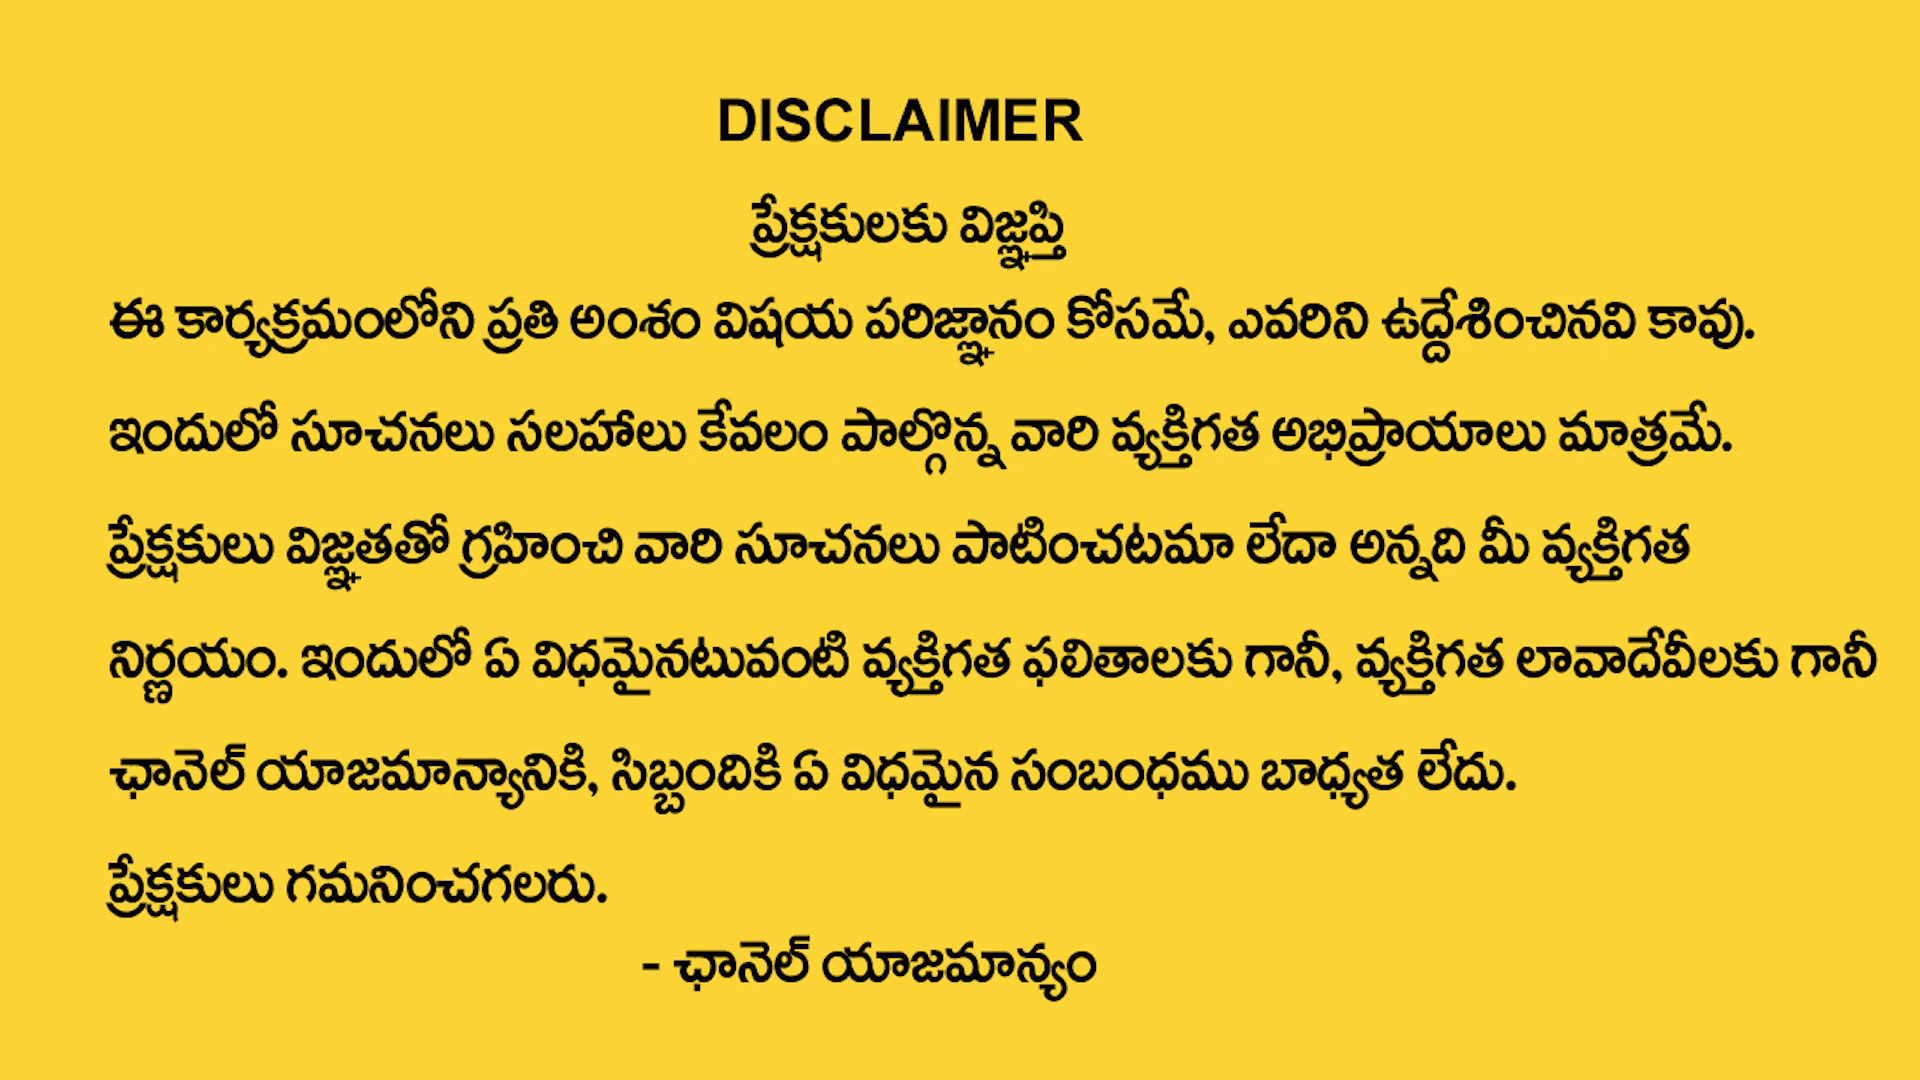 DISCLAIMER
ప్రేక్షకులకు విజ్ఞప్తి
ఈ కార్యక్రమంలోని ప్రతి అంశం విషయ పరిజ్ఞానం కోసమే, ఎవరిని ఉద్దేశించినవి కావు.
ఇందులో సూచనలు సలహాలు కేవలం పాల్గొన్న వారి వ్యక్తిగత అభిప్రాయాలు మాత్రమే.
ప్రేక్షకులు విజ్ఞతతో గ్రహించి వారి సూచనలు పాటించటమా లేదా అన్నది మీ వ్యక్తిగత
నిర్ణయం. ఇందులో ఏ విధమైనటువంటి వ్యక్తిగత ఫలితాలకు గానీ, వ్యక్తిగత లావాదేవీలకు గానీ
ఛానెల్ యాజమాన్యానికి, సిబ్బందికి ఏ విధమైన సంబంధము బాధ్యత లేదు.
ప్రేక్షకులు గమనించగలరు.
- ఛానెల్ యాజమాన్యం